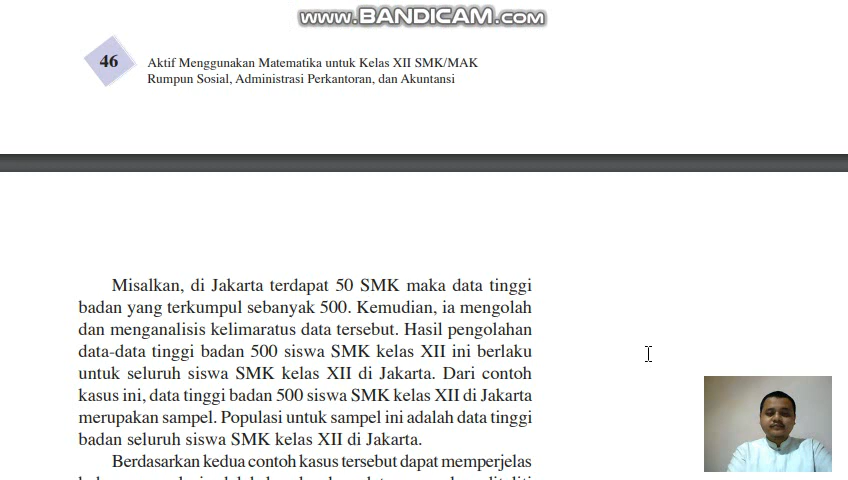 www.BANDICAM.com
46
Aktif Menggunakan Matematika untuk Kelas XII SMK/MAK
Rumpun Sosial, Administrasi Perkantoran, dan Akuntansi
Misalkan, di Jakarta terdapat 50 SMK maka data tinggi
badan yang terkumpul sebanyak 500. Kemudian, ia mengolah
dan menganalisis kelimaratus data tersebut. Hasil pengolahan
data-data tinggi badan 500 siswa SMK kelas XII ini berlaku
untuk seluruh siswa SMK kelas XII di Jakarta. Dari contoh
kasus ini, data tinggi badan 500 siswa SMK kelas XII di Jakarta
merupakan sampel. Populasi untuk sampel ini adalah data tinggi
badan seluruh siswa SMK kelas XII di Jakarta.
Berdasarkan kedua contoh kasus tersebut dapat memperjelas